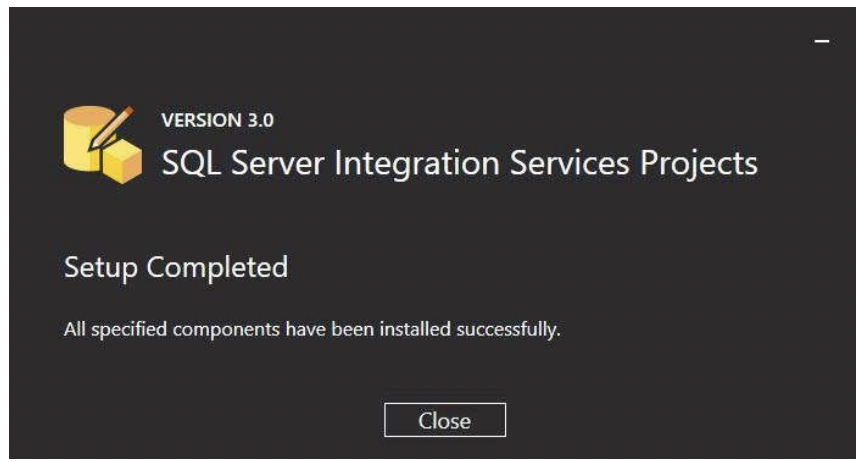 VERSION 3.0
SQL Server Integration Services Projects
Setup Completed
All specified components have been installed successfully.
Close